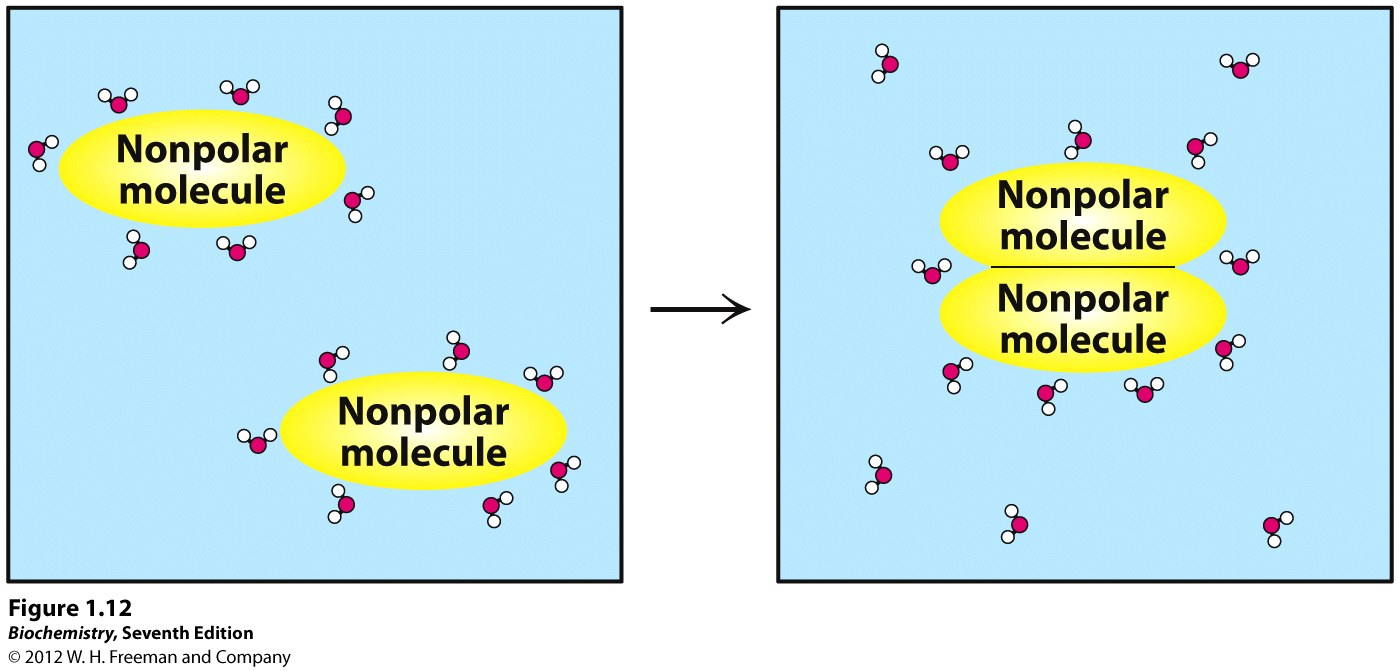 Nonpolar
molecule
Nonpolar
molecule
Nonpolar
molecule
Nonpolar
molecule
Figure 1.12
Biochemistry, Seventh Edition
© 2012 W. H. Freeman and Company